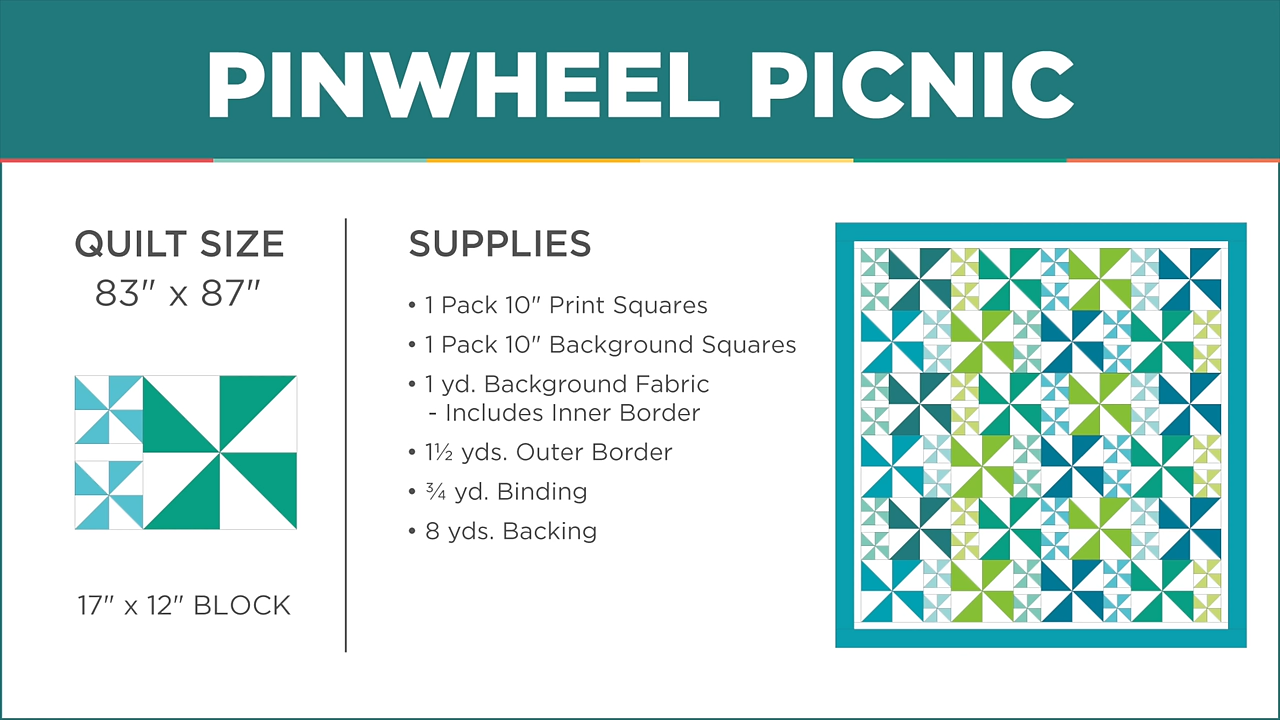 PINWHEEL PICNIC
QUILT SIZE
83" x 87"
17" x 12" BLOCK
SUPPLIES
• 1 Pack 10" Print Squares
• 1 Pack 10" Background Squares
• 1 yd. Background Fabric
- Includes Inner Border
• 1½ yds. Outer Border
• ¾ yd. Binding
• 8 yds. Backing